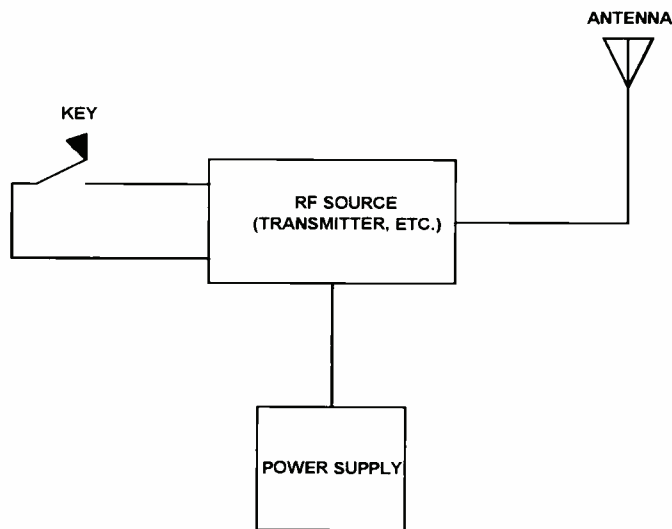 ANTENNA
KEY
RF SOURCE
(TRANSMITTER, ETC.)
POWER SUPPLY